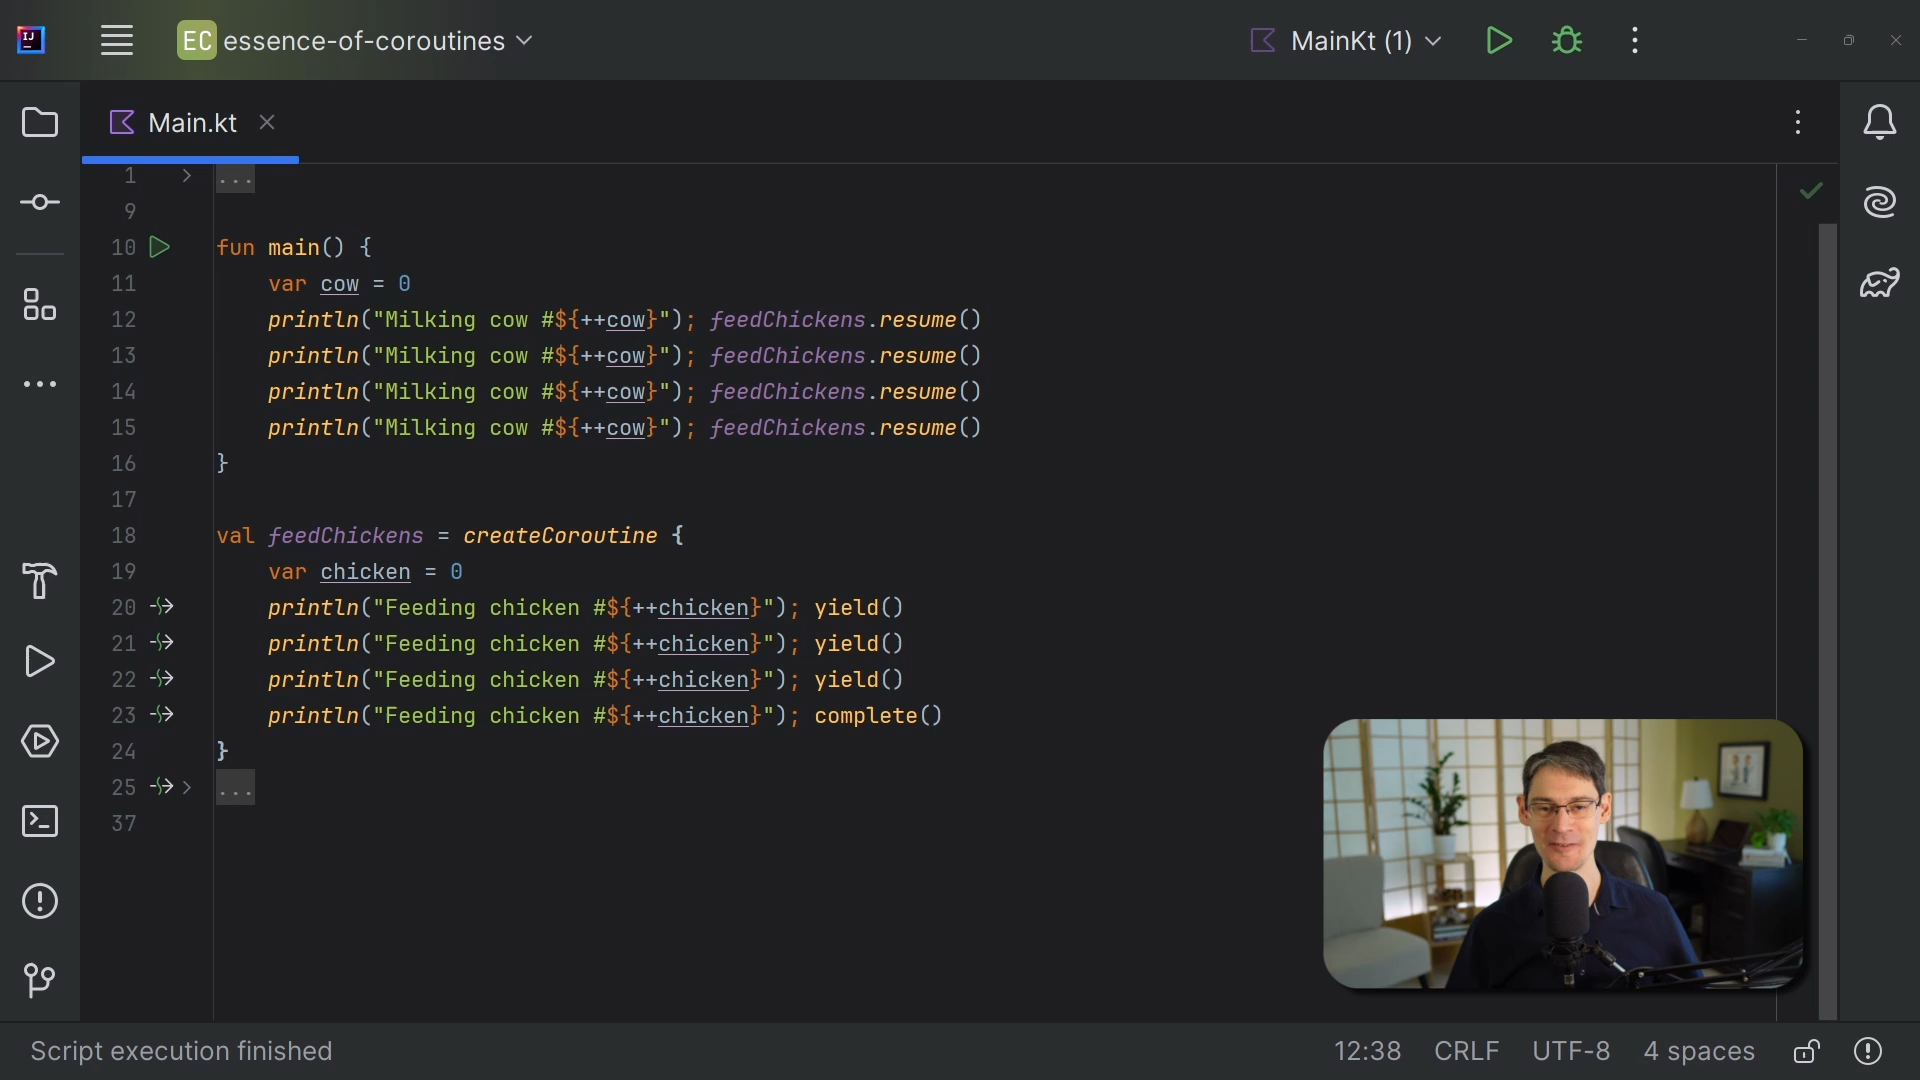 IJ
EC essence-of-coroutines
MainKt (1)
Main.kt
1 ...
9
10 fun main() {
11 var cow = 0
12 println("Milking cow #${++cow}"); feedChickens.resume()
13 println("Milking cow #${++cow}"); feedChickens.resume()
14 println("Milking cow #${++cow}"); feedChickens.resume()
15 println("Milking cow #${++cow}"); feedChickens.resume()
16 }
17
18 val feedChickens = createCoroutine {
19 var chicken = 0
20 println("Feeding chicken #${++chicken}"); yield()
21 println("Feeding chicken #${++chicken}"); yield()
22 println("Feeding chicken #${++chicken}"); yield()
23 println("Feeding chicken #${++chicken}"); complete()
24 }
25 ...
37
Script execution finished
12:38 CRLF UTF-8 4 spaces